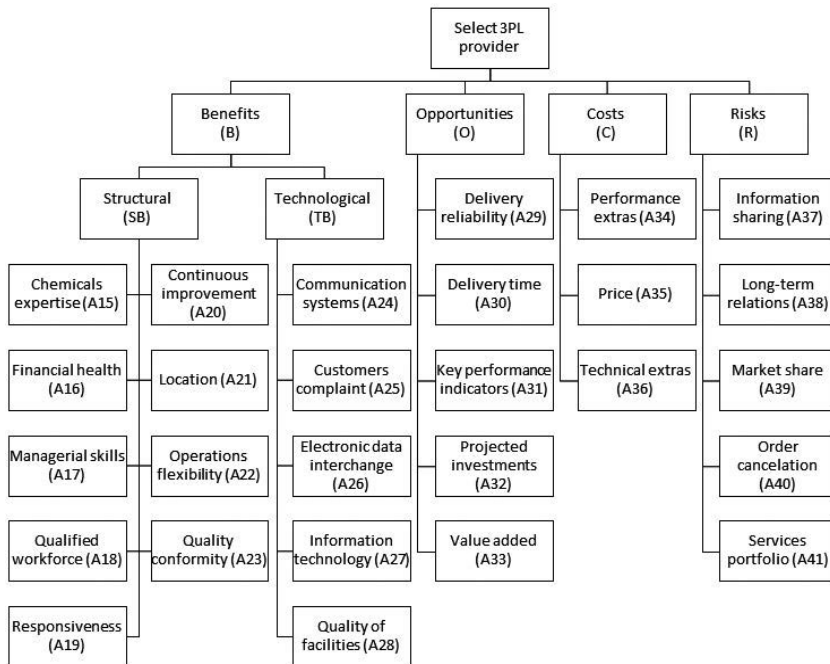 Select 3PL
provider
Benefits
(B)
Opportunities
(O)
Costs
(C)
Risks
(R)
Structural
(SB)
Technological
(TB)
Delivery
reliability (A29)
Performance
extras (A34)
Information
sharing (A37)
Chemicals
expertise (A15)
Continuous
improvement
(A20)
Communication
systems (A24)
Delivery time
(A30)
Price (A35)
Long-term
relations (A38)
Financial health
(A16)
Location (A21)
Customers
complaint (A25)
Key performance
indicators (A31)
Technical extras
(A36)
Market share
(A39)
Managerial skills
(A17)
Operations
flexibility (A22)
Electronic data
interchange
(A26)
Projected
investments
(A32)
Order
cancelation
(A40)
Qualified
workforce (A18)
Quality
conformity (A23)
Information
technology (A27)
Value added
(A33)
Services
portfolio (A41)
Responsiveness
(A19)
Quality of
facilities (A28)